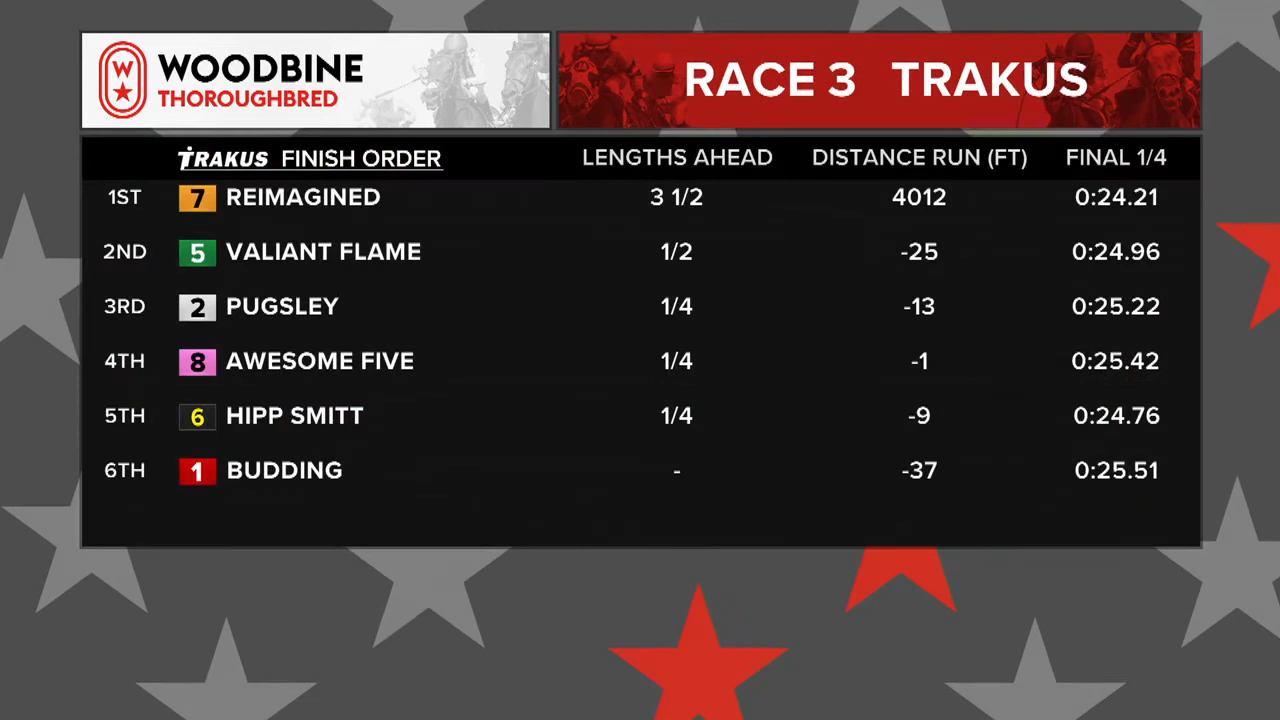 W
WOODBINE
THOROUGHBRED
RACE 3 TRAKUS
TRAKUS FINISH ORDER LENGTHS AHEAD DISTANCE RUN (FT) FINAL 1/4
1ST 7 REIMAGINED 3 1/2 4012 0:24.21
2ND 5 VALIANT FLAME 1/2 -25 0:24.96
3RD 2 PUGSLEY 1/4 -13 0:25.22
4TH 8 AWESOME FIVE 1/4 -1 0:25.42
5TH 6 HIPP SMITT 1/4 -9 0:24.76
6TH 1 BUDDING - -37 0:25.51